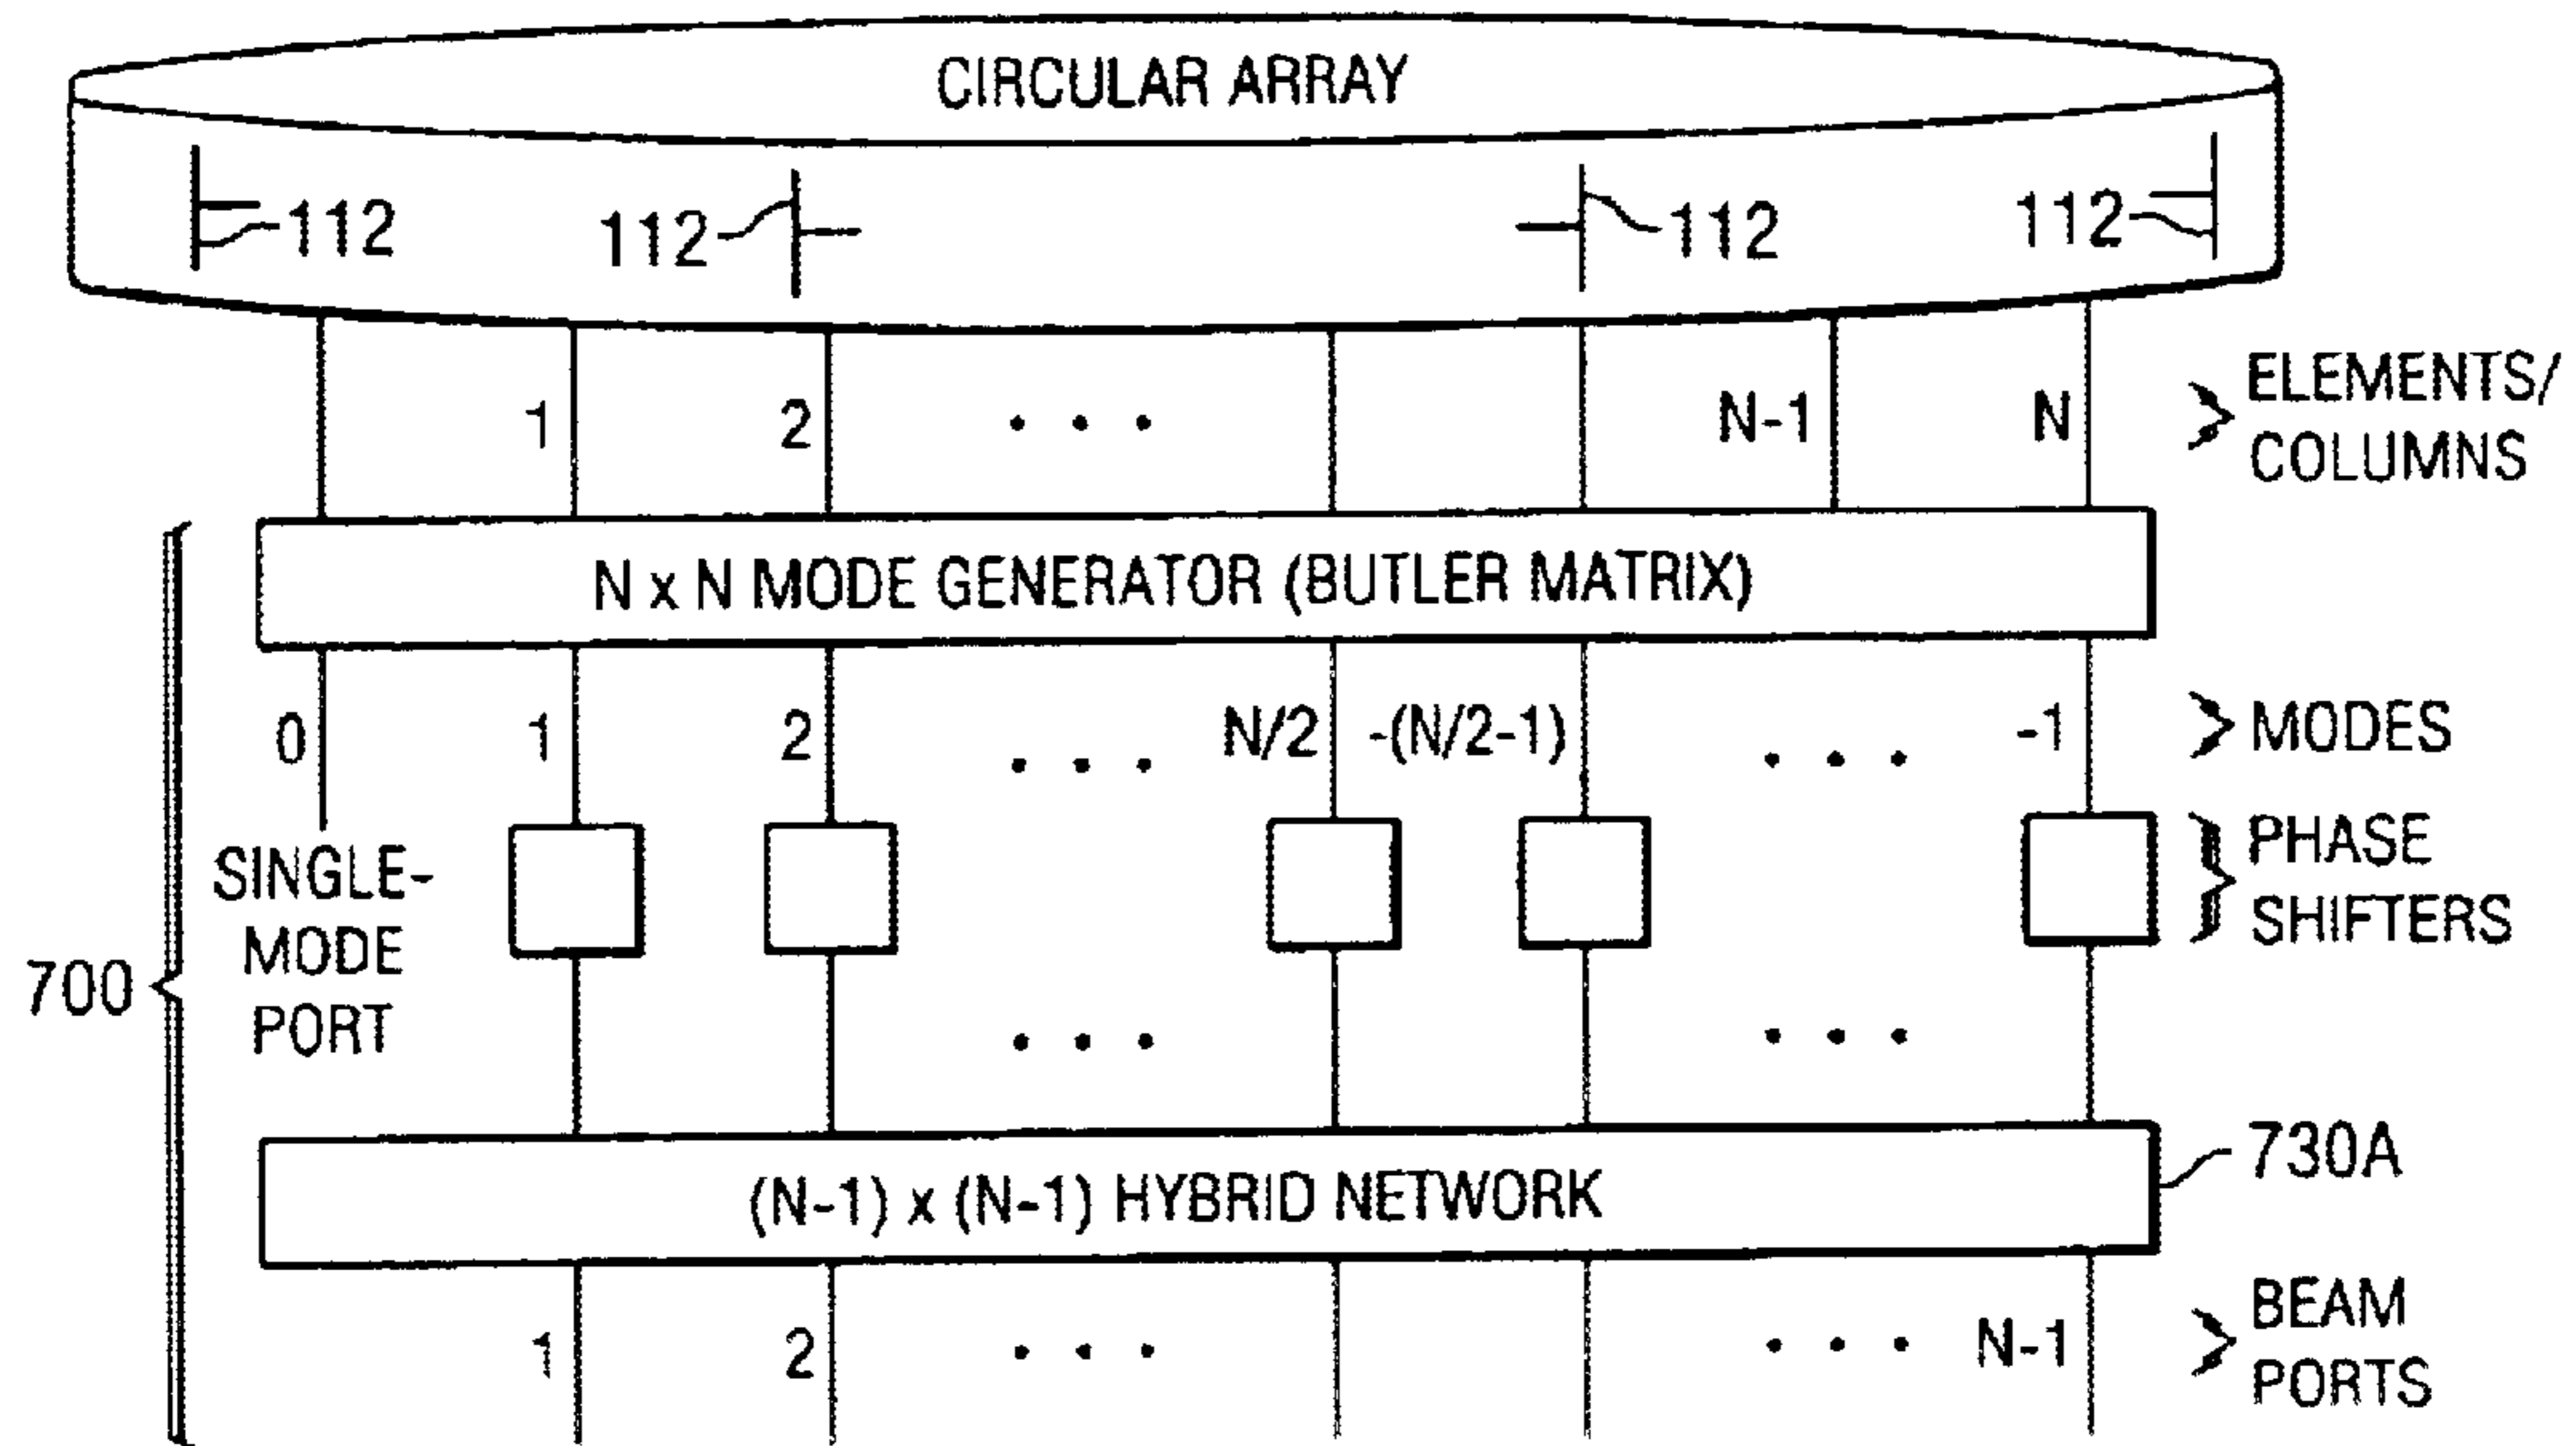 CIRCULAR ARRAY
112 112 112 112
1 2 . . . N-1 N
ELEMENTS/
COLUMNS
N x N MODE GENERATOR (BUTLER MATRIX)
0 1 2 . . . N/2 -(N/2-1) . . . -1 MODES
SINGLE-
MODE
PORT
PHASE
SHIFTERS
700
. . . . . .
(N-1) x (N-1) HYBRID NETWORK
730A
1 2 . . . . . . N-1
BEAM
PORTS